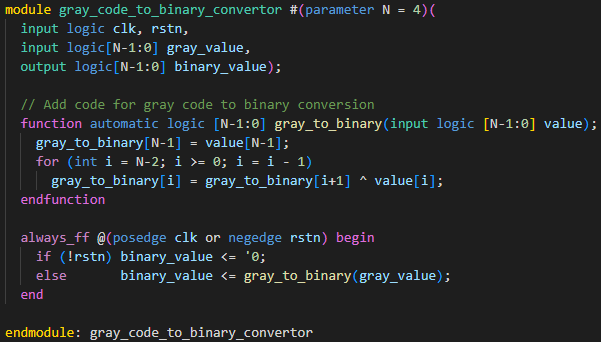 module gray_code_to_binary_convertor #(parameter N = 4)(
  input logic clk, rstn,
  input logic[N-1:0] gray_value,
  output logic[N-1:0] binary_value);

  // Add code for gray code to binary conversion
  function automatic logic [N-1:0] gray_to_binary(input logic [N-1:0] value);
    gray_to_binary[N-1] = value[N-1];
    for (int i = N-2; i >= 0; i = i - 1)
      gray_to_binary[i] = gray_to_binary[i+1] ^ value[i];
  endfunction

  always_ff @(posedge clk or negedge rstn) begin
    if (!rstn) binary_value <= '0;
    else       binary_value <= gray_to_binary(gray_value);
  end

endmodule: gray_code_to_binary_convertor